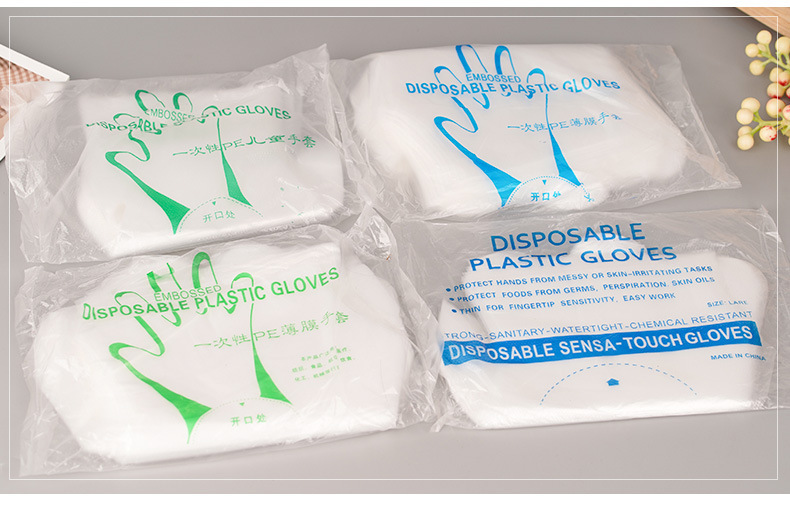 EMBOSSED
DISPOSABLE PLASTIC GLOVES
一次性PE儿童手套
开口处
EMBOSSED
DISPOSABLE PLASTIC GLOVES
一次性PE薄膜手套
开口处
EMBOSSED
DISPOSABLE PLASTIC GLOVES
一次性PE薄膜手套
开口处
DISPOSABLE
PLASTIC GLOVES
• PROTECT HANDS FROM MESSY OR SKIN-IRRITATING TASKS
• PROTECT FOODS FROM GERMS, PERSPIRATION, SKIN OILS
• THIN FOR FINGERTIP SENSITIVITY, EASY WORK
SIZE: LARE
TRONG-SANITARY-WATERTIGHT-CHEMICAL RESISTANT
DISPOSABLE SENSA-TOUCH GLOVES
MADE IN CHINA